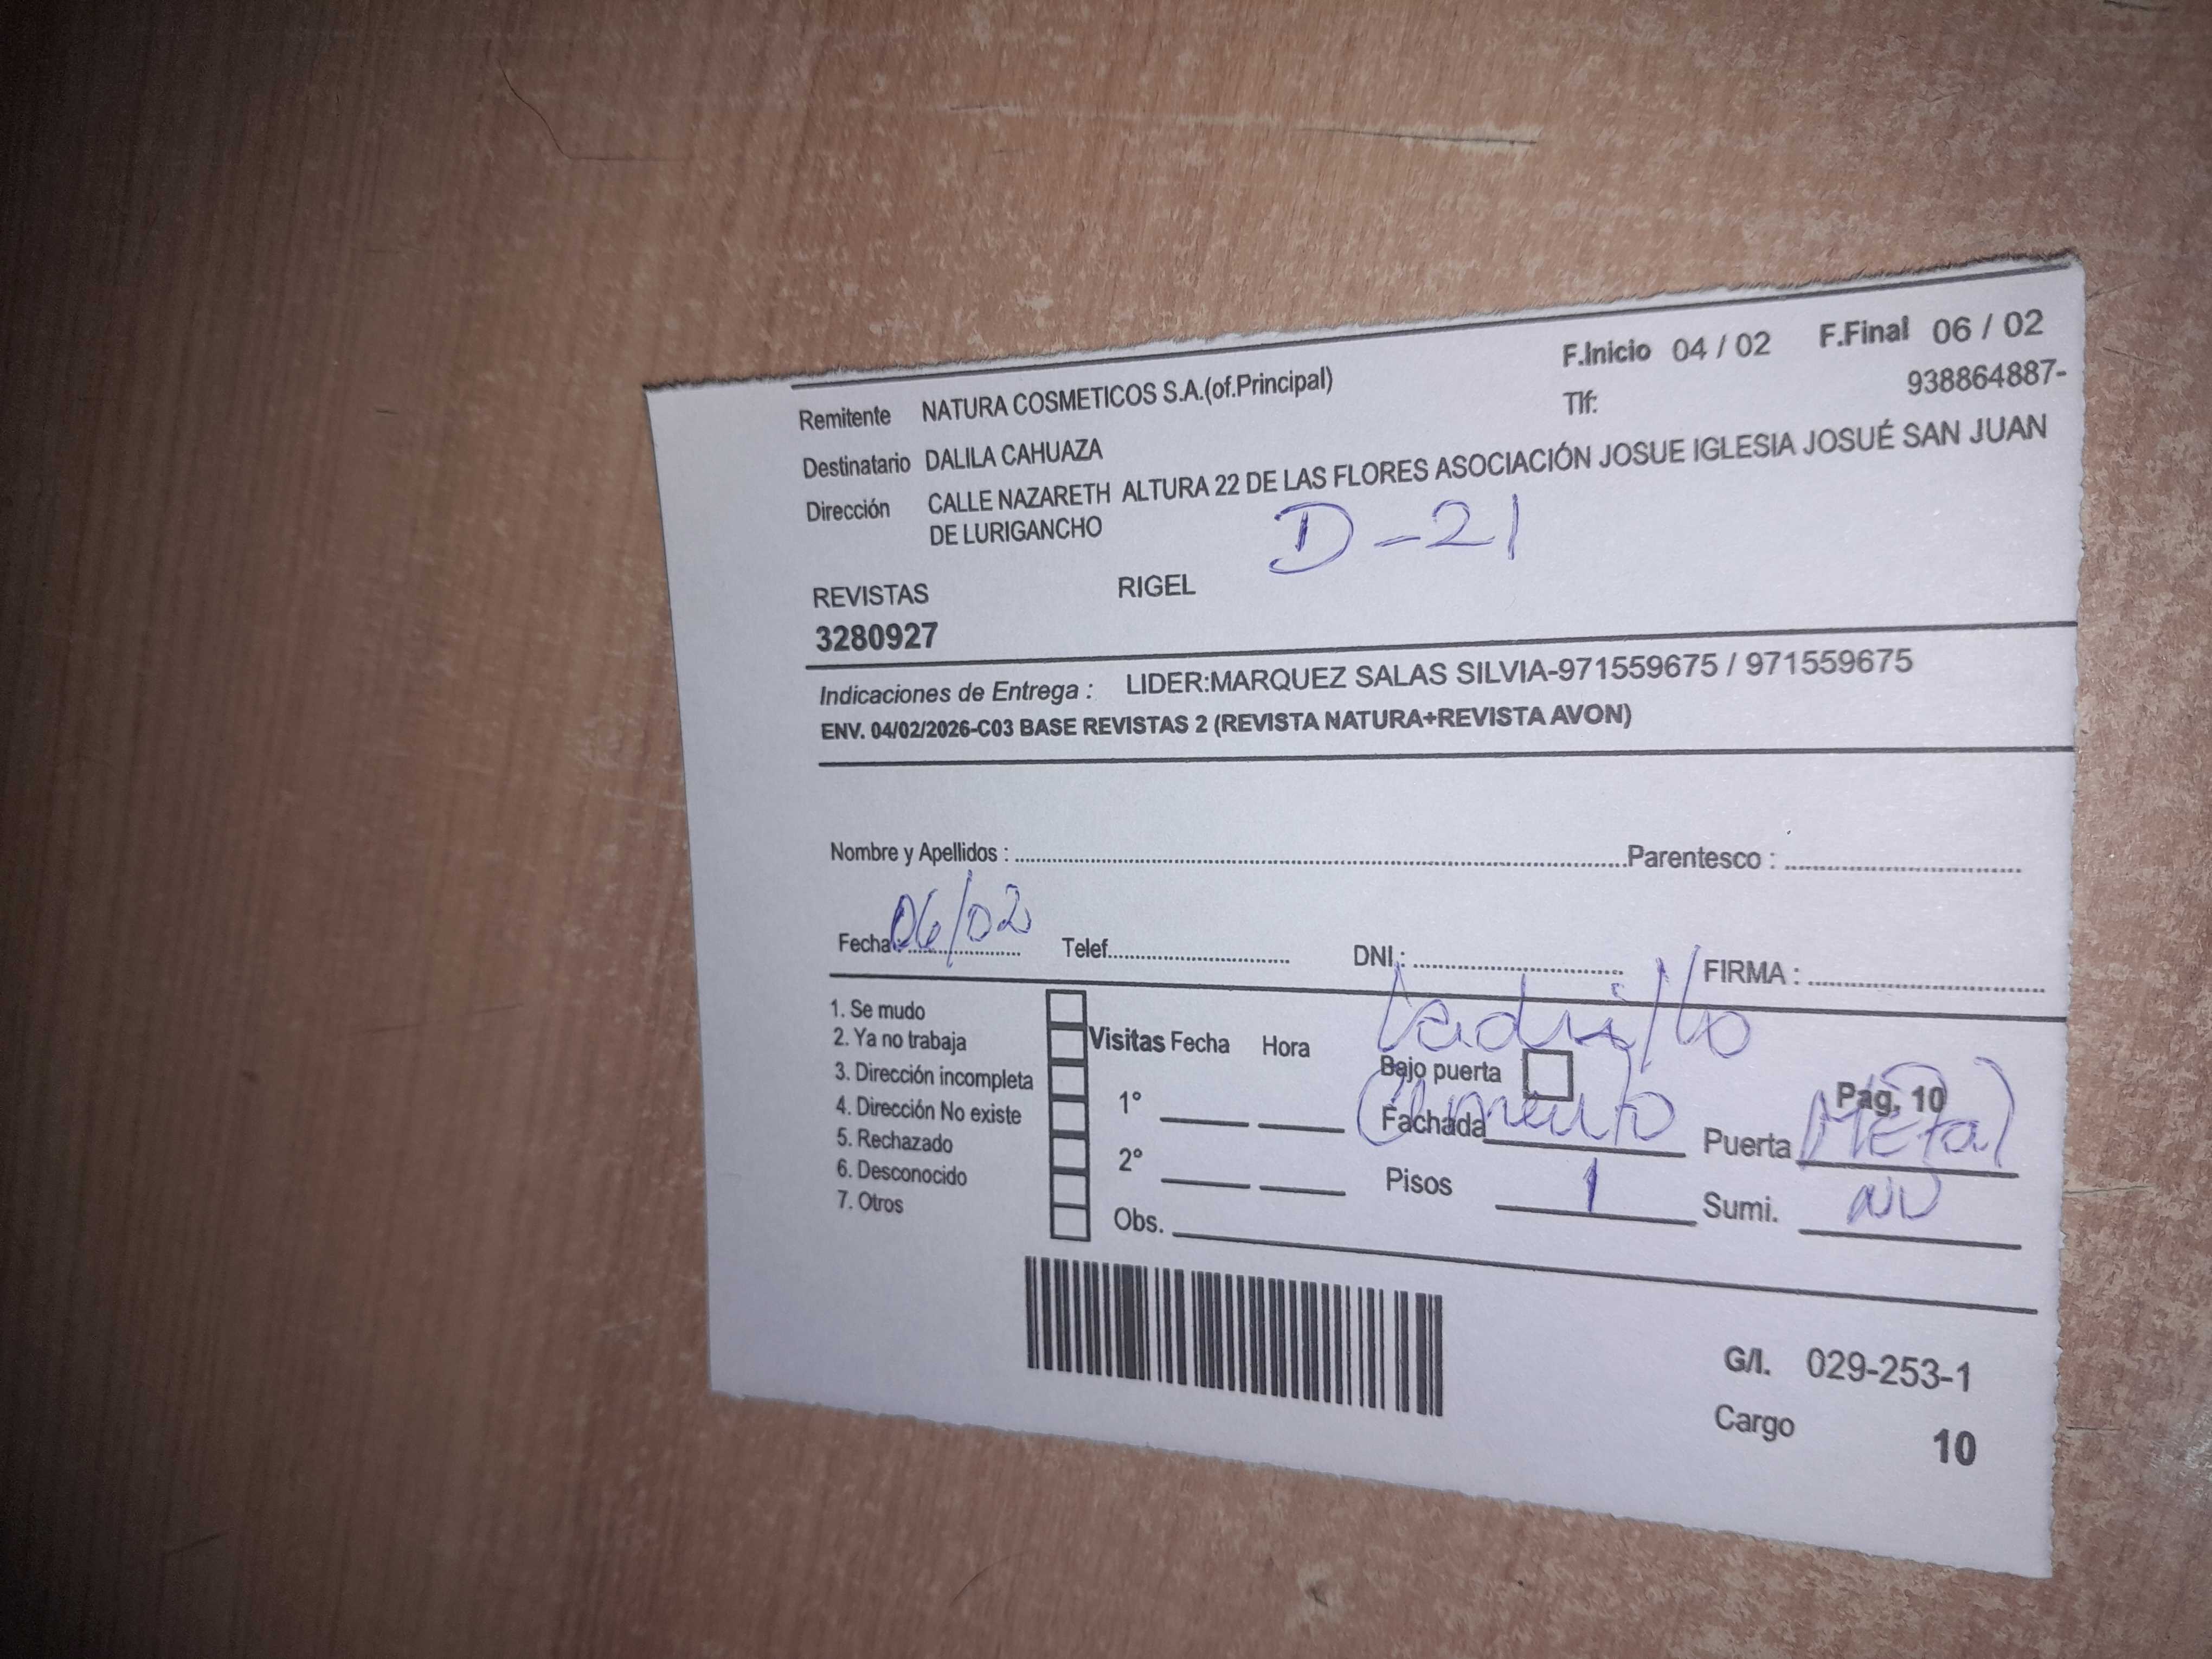 F.Inicio 04 / 02 F.Final 06 / 02
Remitente NATURA COSMETICOS S.A.(of.Principal) Tlf: 938864887-
Destinatario DALILA CAHUAZA
Dirección CALLE NAZARETH ALTURA 22 DE LAS FLORES ASOCIACIÓN JOSUE IGLESIA JOSUÉ SAN JUAN
DE LURIGANCHO
D-21
REVISTAS RIGEL
3280927
Indicaciones de Entrega : LIDER:MARQUEZ SALAS SILVIA-971559675 / 971559675
ENV. 04/02/2026-C03 BASE REVISTAS 2 (REVISTA NATURA+REVISTA AVON)
Nombre y Apellidos : Parentesco :
Fecha: 06/02 Telef. DNI : FIRMA :
Ladrillo
1. Se mudo
2. Ya no trabaja
3. Dirección incompleta
4. Dirección No existe
5. Rechazado
6. Desconocido
7. Otros
Visitas Fecha Hora
1°
2°
Obs.
Bajo puerta Pag. 10
Fachada Cemento Puerta Metal
Pisos 1 Sumi.
G/I. 029-253-1
Cargo 10